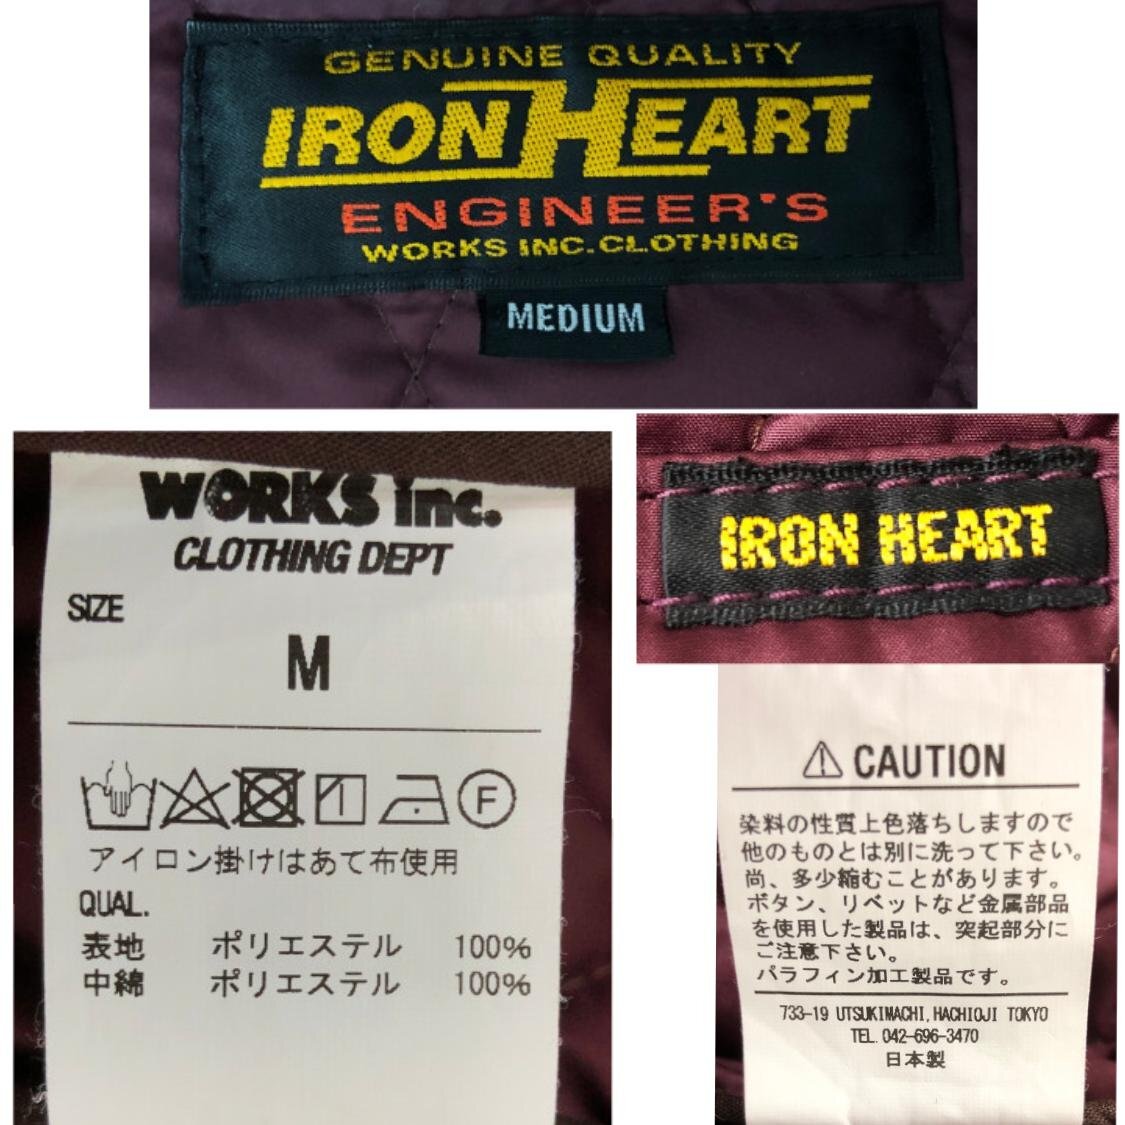 GENUINE QUALITY
IRON HEART
ENGINEER'S
WORKS INC. CLOTHING
MEDIUM
WORKS inc.
CLOTHING DEPT
SIZE
M
F
アイロン掛けはあて布使用
QUAL.
表地 ポリエステル 100%
中綿 ポリエステル 100%
IRON HEART
CAUTION
染料の性質上色落ちしますので
他のものとは別に洗って下さい。
尚、多少縮むことがあります。
ボタン、リベットなど金属部品
を使用した製品は、突起部分に
ご注意下さい。
パラフィン加工製品です。
733-19 UTSUKIMACHI, HACHIOJI TOKYO
TEL. 042-696-3470
日本製